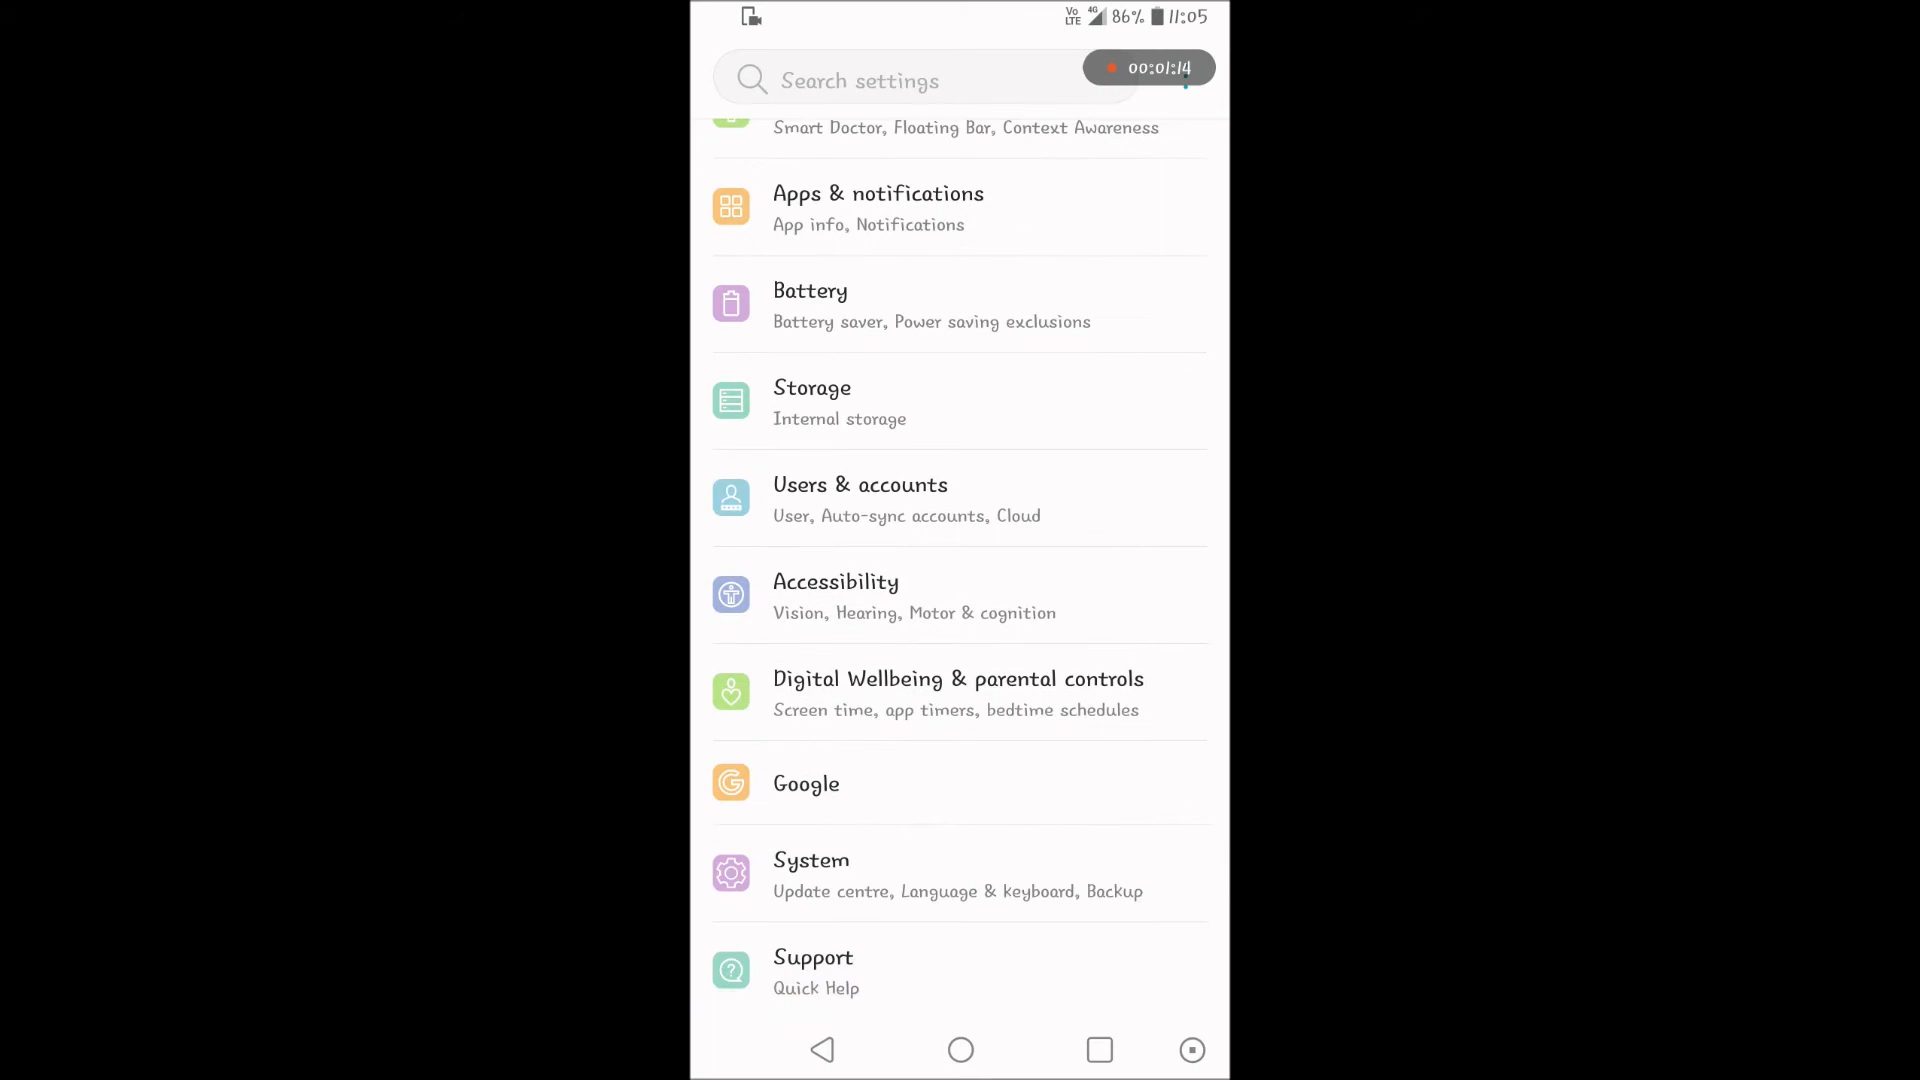 Vo LTE 4G 86% 11:05
Search settings
00:01:14
Smart Doctor, Floating Bar, Context Awareness
Apps & notifications
App info, Notifications
Battery
Battery saver, Power saving exclusions
Storage
Internal storage
Users & accounts
User, Auto-sync accounts, Cloud
Accessibility
Vision, Hearing, Motor & cognition
Digital Wellbeing & parental controls
Screen time, app timers, bedtime schedules
Google
System
Update centre, Language & keyboard, Backup
Support
Quick Help